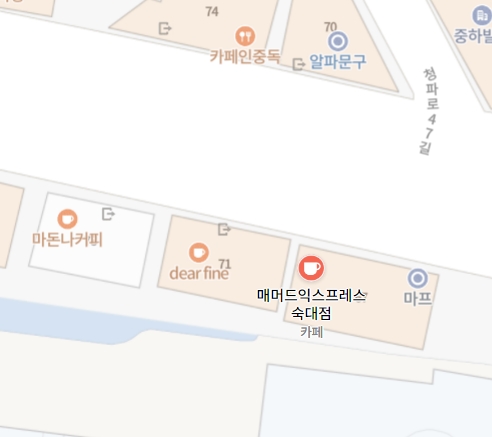 74
70
카페인중독
알파문구
중허빌
청파로47길
마돈나커피
dear fine
71
매머드익스프레스
숙대점
카페
마프